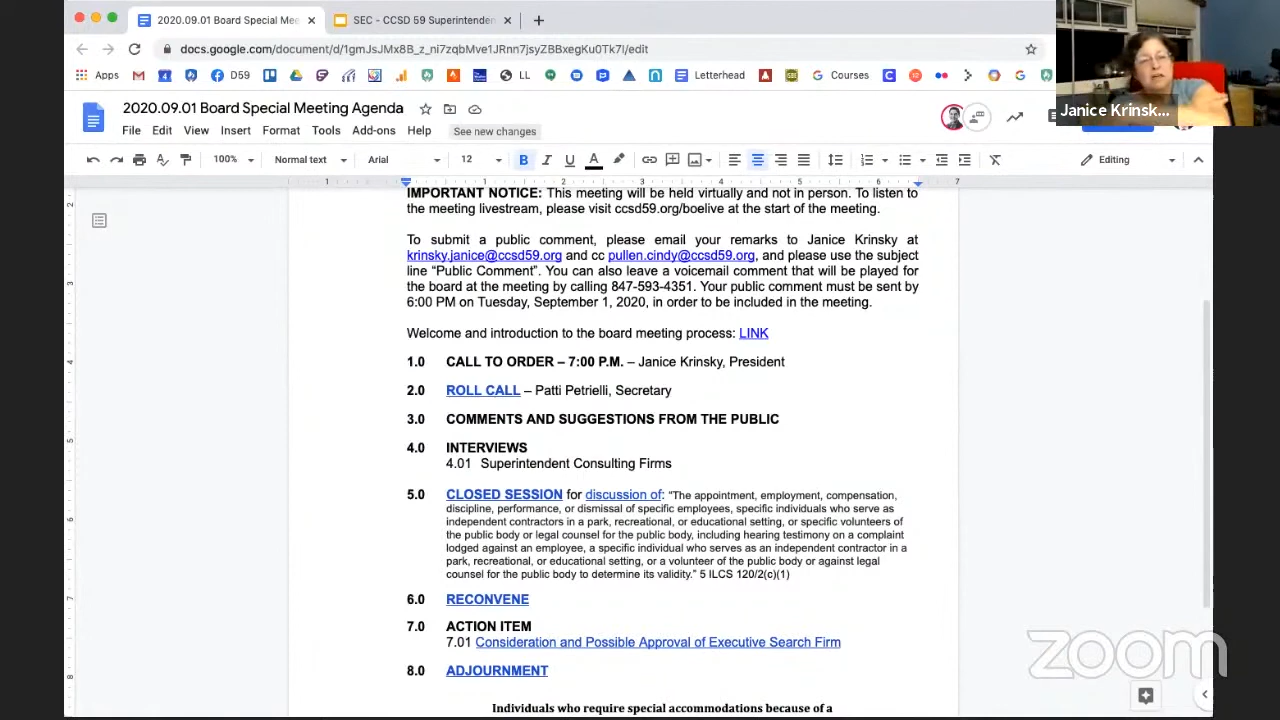 2020.09.01 Board Special Mee
SEC - CCSD 59 Superintenden
docs.google.com/document/d/1gmJsJMx8B_z_ni7zqbMve1JRnn7jsyZBBxegKu0Tk7I/edit
Apps
D59
LL
Letterhead
Courses
Janice Krinsk...
2020.09.01 Board Special Meeting Agenda
File Edit View Insert Format Tools Add-ons Help See new changes
100% Normal text Arial 12 B I U A Editing
IMPORTANT NOTICE: This meeting will be held virtually and not in person. To listen to
the meeting livestream, please visit ccsd59.org/boelive at the start of the meeting.
To submit a public comment, please email your remarks to Janice Krinsky at
krinsky.janice@ccsd59.org and cc pullen.cindy@ccsd59.org, and please use the subject
line “Public Comment”. You can also leave a voicemail comment that will be played for
the board at the meeting by calling 847-593-4351. Your public comment must be sent by
6:00 PM on Tuesday, September 1, 2020, in order to be included in the meeting.
Welcome and introduction to the board meeting process: LINK
1.0 CALL TO ORDER – 7:00 P.M. – Janice Krinsky, President
2.0 ROLL CALL – Patti Petrielli, Secretary
3.0 COMMENTS AND SUGGESTIONS FROM THE PUBLIC
4.0 INTERVIEWS
4.01 Superintendent Consulting Firms
5.0 CLOSED SESSION for discussion of: “The appointment, employment, compensation,
discipline, performance, or dismissal of specific employees, specific individuals who serve as
independent contractors in a park, recreational, or educational setting, or specific volunteers of
the public body or legal counsel for the public body, including hearing testimony on a complaint
lodged against an employee, a specific individual who serves as an independent contractor in a
park, recreational, or educational setting, or a volunteer of the public body or against legal
counsel for the public body to determine its validity.” 5 ILCS 120/2(c)(1)
6.0 RECONVENE
7.0 ACTION ITEM
7.01 Consideration and Possible Approval of Executive Search Firm
8.0 ADJOURNMENT
Individuals who require special accommodations because of a
zoom